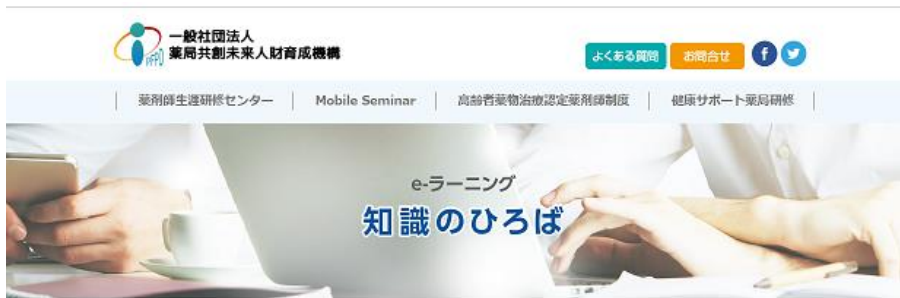 一般社団法人
薬局共創未来人財育成機構
PFPD
よくある質問
お問合せ
f
薬剤師生涯研修センター
Mobile Seminar
高齢者薬物治療認定薬剤師制度
健康サポート薬局研修
e-ラーニング
知識のひろば